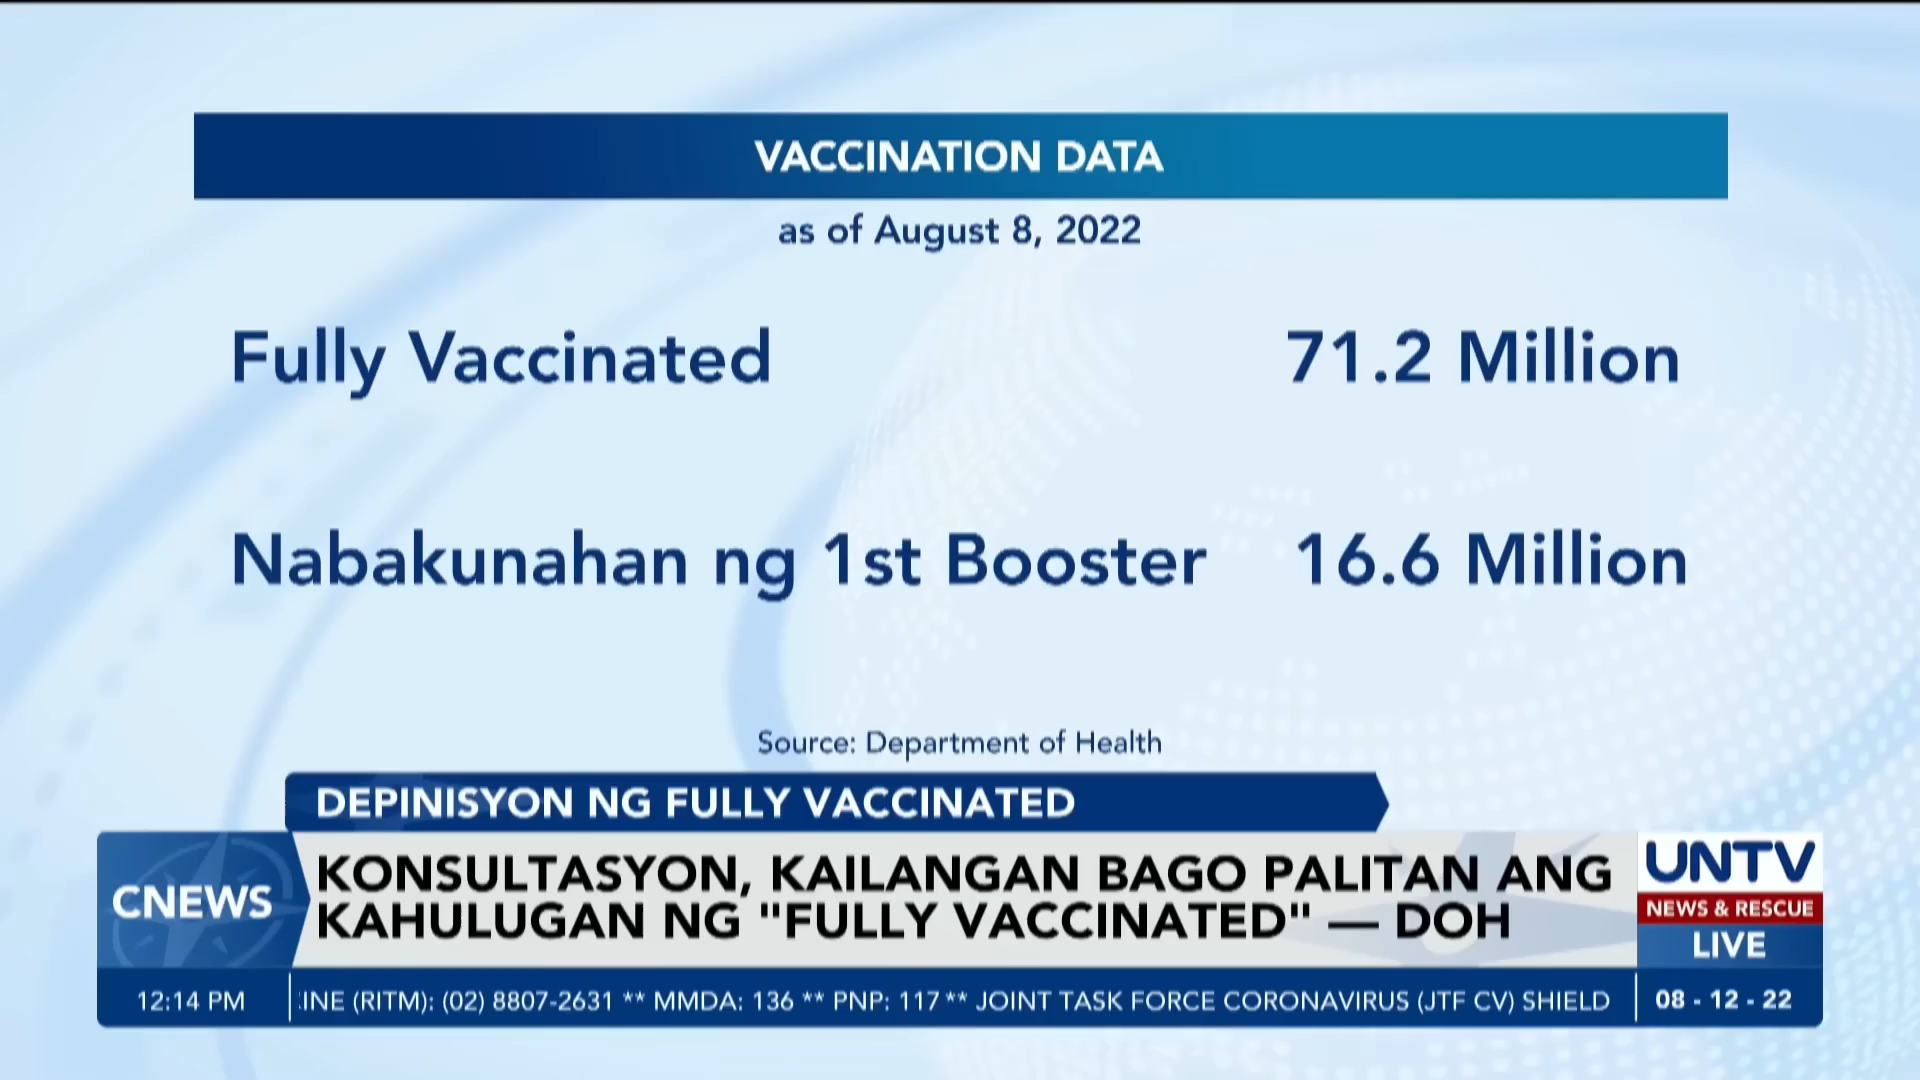 VACCINATION DATA
as of August 8, 2022
Fully Vaccinated 71.2 Million
Nabakunahan ng 1st Booster 16.6 Million
Source: Department of Health
DEPINISYON NG FULLY VACCINATED
CNEWS
KONSULTASYON, KAILANGAN BAGO PALITAN ANG
KAHULUGAN NG "FULLY VACCINATED" — DOH
UNTV
NEWS & RESCUE
LIVE
12:14 PM
INE (RITM): (02) 8807-2631 ** MMDA: 136 ** PNP: 117 ** JOINT TASK FORCE CORONAVIRUS (JTF CV) SHIELD
08 - 12 - 22